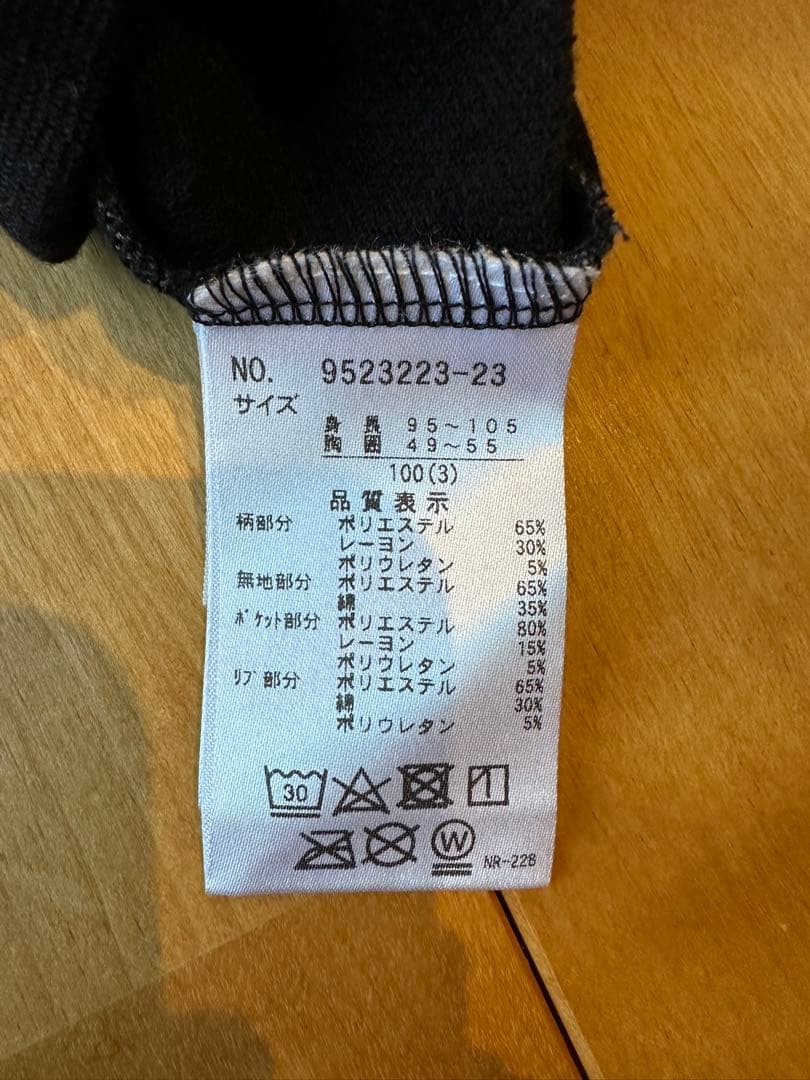 NO. 9523223-23
サイズ
身長 95～105
胸囲 49～55
100(3)
品質表示
柄部分 ポリエステル 65%
レーヨン 30%
ポリウレタン 5%
無地部分 ポリエステル 65%
綿 35%
ﾎﾟｹｯﾄ部分 ポリエステル 80%
レーヨン 15%
ポリウレタン 5%
ﾘﾌﾞ部分 ポリエステル 65%
綿 30%
ポリウレタン 5%
30
W NR-228